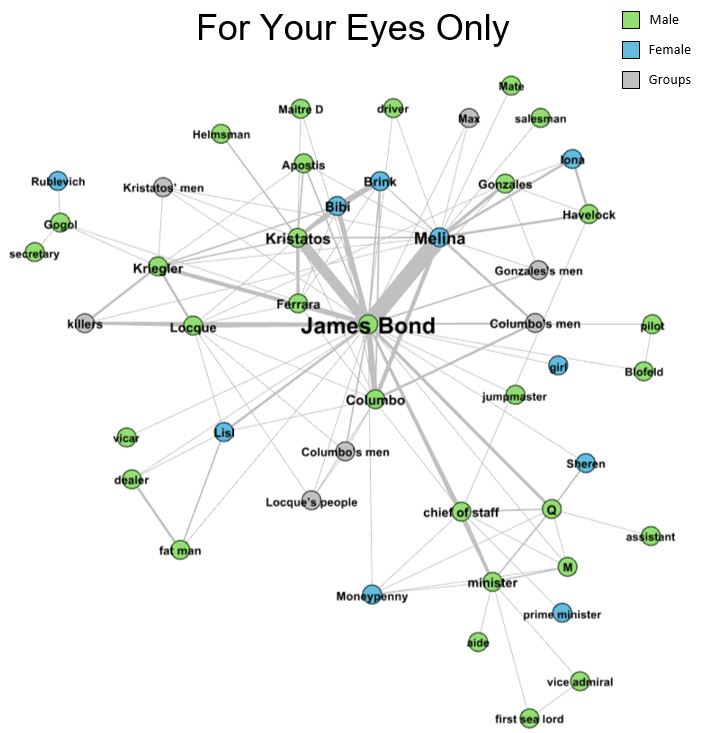 For Your Eyes Only
Male
Female
Groups
Mate
Maitre D
driver
Max
salesman
Helmsman
Apostis
Iona
Rublevich
Kristatos' men
Brink
Gonzales
Bibi
Havelock
Gogol
Kristatos
Melina
secretary
Kriegler
Gonzales's men
Ferrara
killers
Locque
James Bond
Columbo's men
pilot
girl
Blofeld
Columbo
jumpmaster
vicar
Lisl
Columbo's men
Sheren
dealer
Locque's people
chief of staff
Q
assistant
fat man
M
minister
Moneypenny
prime minister
aide
vice admiral
first sea lord